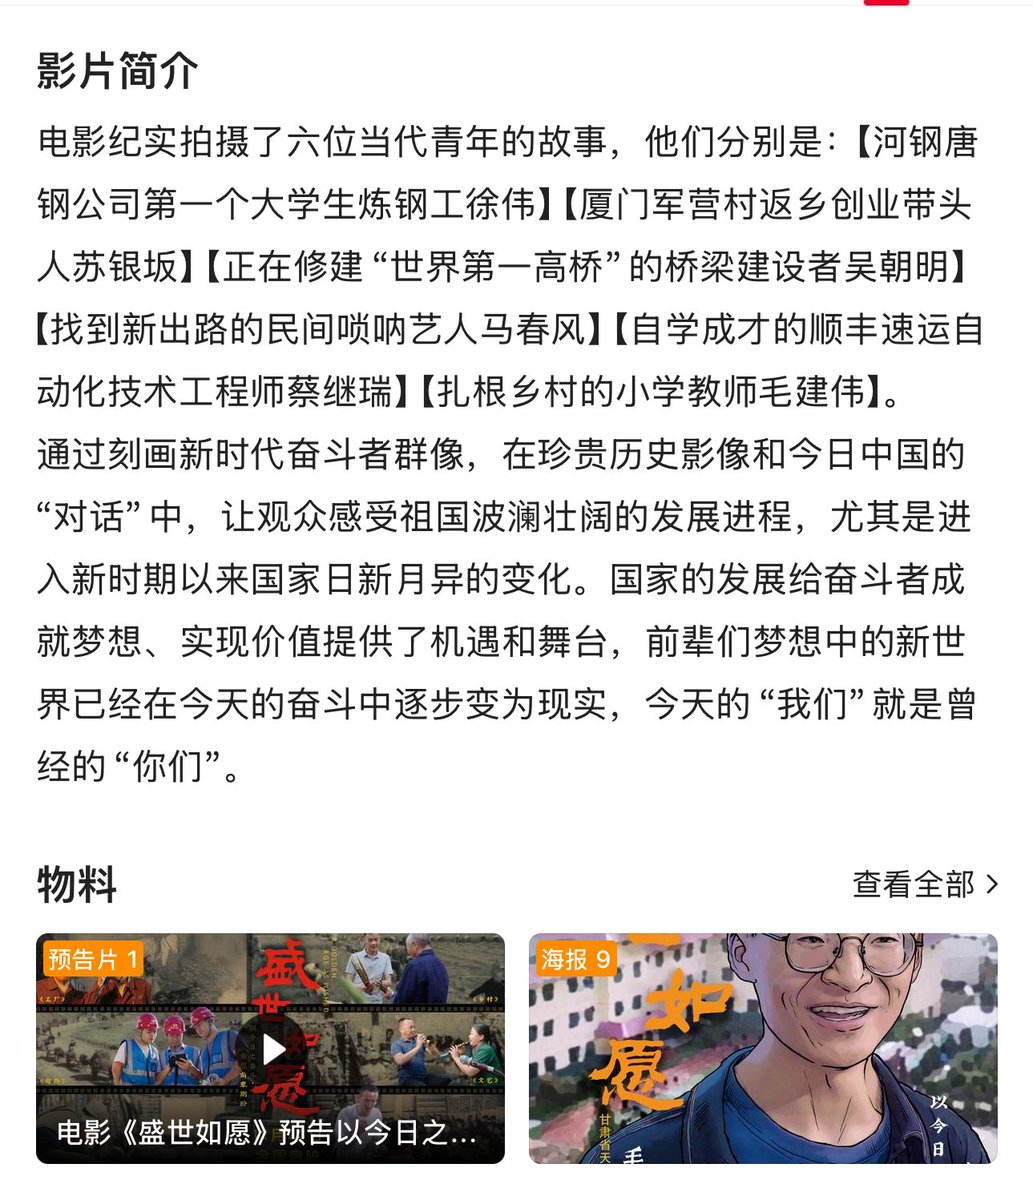 影片简介
电影纪实拍摄了六位当代青年的故事，他们分别是：【河钢唐
钢公司第一个大学生炼钢工徐伟】【厦门军营村返乡创业带头
人苏银坂】【正在修建“世界第一高桥”的桥梁建设者吴朝明】
【找到新出路的民间唢呐艺人马春风】【自学成才的顺丰速运自
动化技术工程师蔡继瑞】【扎根乡村的小学教师毛建伟】。
通过刻画新时代奋斗者群像，在珍贵历史影像和今日中国的
“对话”中，让观众感受祖国波澜壮阔的发展进程，尤其是进
入新时期以来国家日新月异的变化。国家的发展给奋斗者成
就梦想、实现价值提供了机遇和舞台，前辈们梦想中的新世
界已经在今天的奋斗中逐步变为现实，今天的“我们”就是曾
经的“你们”。
物料
查看全部 >
预告片 1
《工厂》
《乡村》
《文艺》
盛世如愿
电影《盛世如愿》预告以今日之...
海报 9
如愿
甘肃省天
毛
以今日